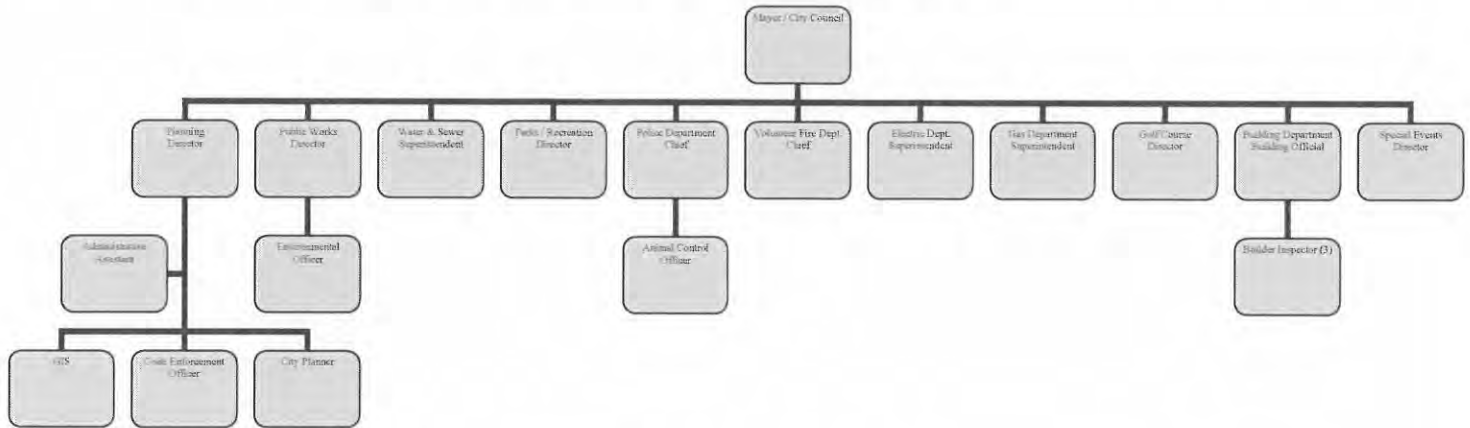 Mayor / City Council
Planning
Director
Public Works
Director
Water & Sewer
Superintendent
Parks / Recreation
Director
Police Department
Chief
Volunteer Fire Dept.
Chief
Electric Dept.
Superintendent
Gas Department
Superintendent
Golf Course
Director
Building Department
Building Official
Special Events
Director
Administrative
Assistant
Environmental
Officer
Animal Control
Officer
Builder Inspector (3)
GIS
Code Enforcement
Officer
City Planner